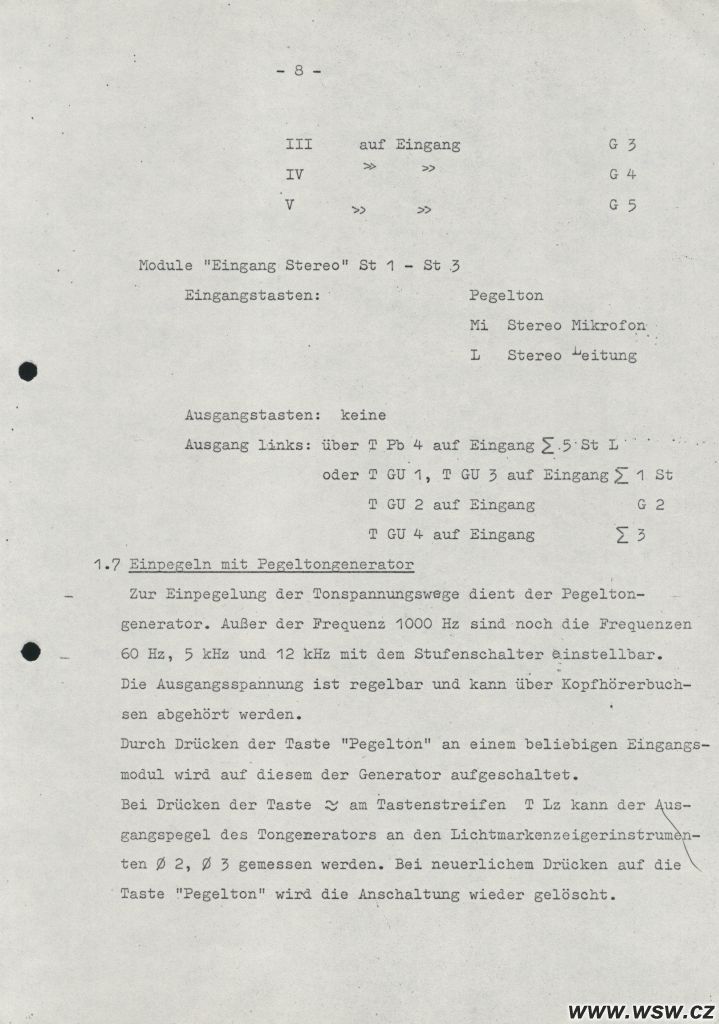 - 8 -
III auf Eingang G 3
IV » » G 4
V » » G 5
Module "Eingang Stereo" St 1 - St 3
Eingangstasten: Pegelton
Mi Stereo Mikrofon
L Stereo Leitung
Ausgangstasten: keine
Ausgang links: über T Pb 4 auf Eingang ∑ 5 St L
oder T GU 1, T GU 3 auf Eingang ∑ 1 St
T GU 2 auf Eingang G 2
T GU 4 auf Eingang ∑ 3
1.7 Einpegeln mit Pegeltongenerator
Zur Einpegelung der Tonspannungswege dient der Pegelton-
generator. Außer der Frequenz 1000 Hz sind noch die Frequenzen
60 Hz, 5 kHz und 12 kHz mit dem Stufenschalter einstellbar.
Die Ausgangsspannung ist regelbar und kann über Kopfhörerbuch-
sen abgehört werden.
Durch Drücken der Taste "Pegelton" an einem beliebigen Eingangs-
modul wird auf diesem der Generator aufgeschaltet.
Bei Drücken der Taste ≈ am Tastenstreifen T Lz kann der Aus-
gangspegel des Tongenerators an den Lichtmarkenzeigerinstrumen-
ten Ø 2, Ø 3 gemessen werden. Bei neuerlichem Drücken auf die
Taste "Pegelton" wird die Anschaltung wieder gelöscht.
www.wsw.cz